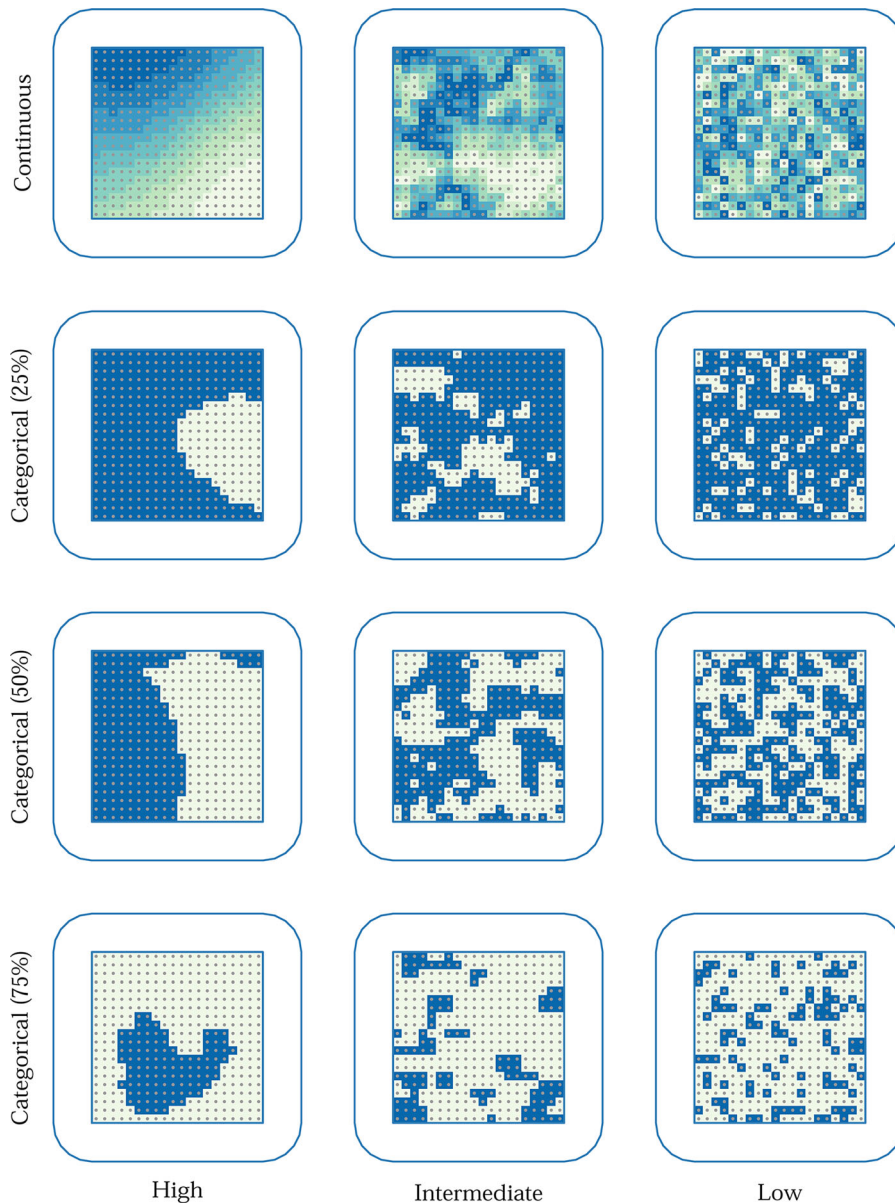 Continuous
Categorical (25%)
Categorical (50%)
Categorical (75%)
High
Intermediate
Low